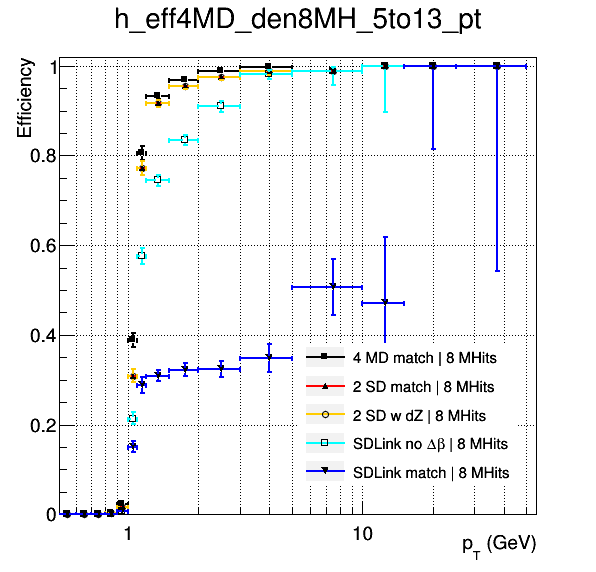 h_eff4MD_den8MH_5to13_pt
Efficiency
1
0.8
0.6
0.4
0.2
0
4 MD match | 8 MHits
2 SD match | 8 MHits
2 SD w dZ | 8 MHits
SDLink no Δβ | 8 MHits
SDLink match | 8 MHits
1 10
p_T (GeV)